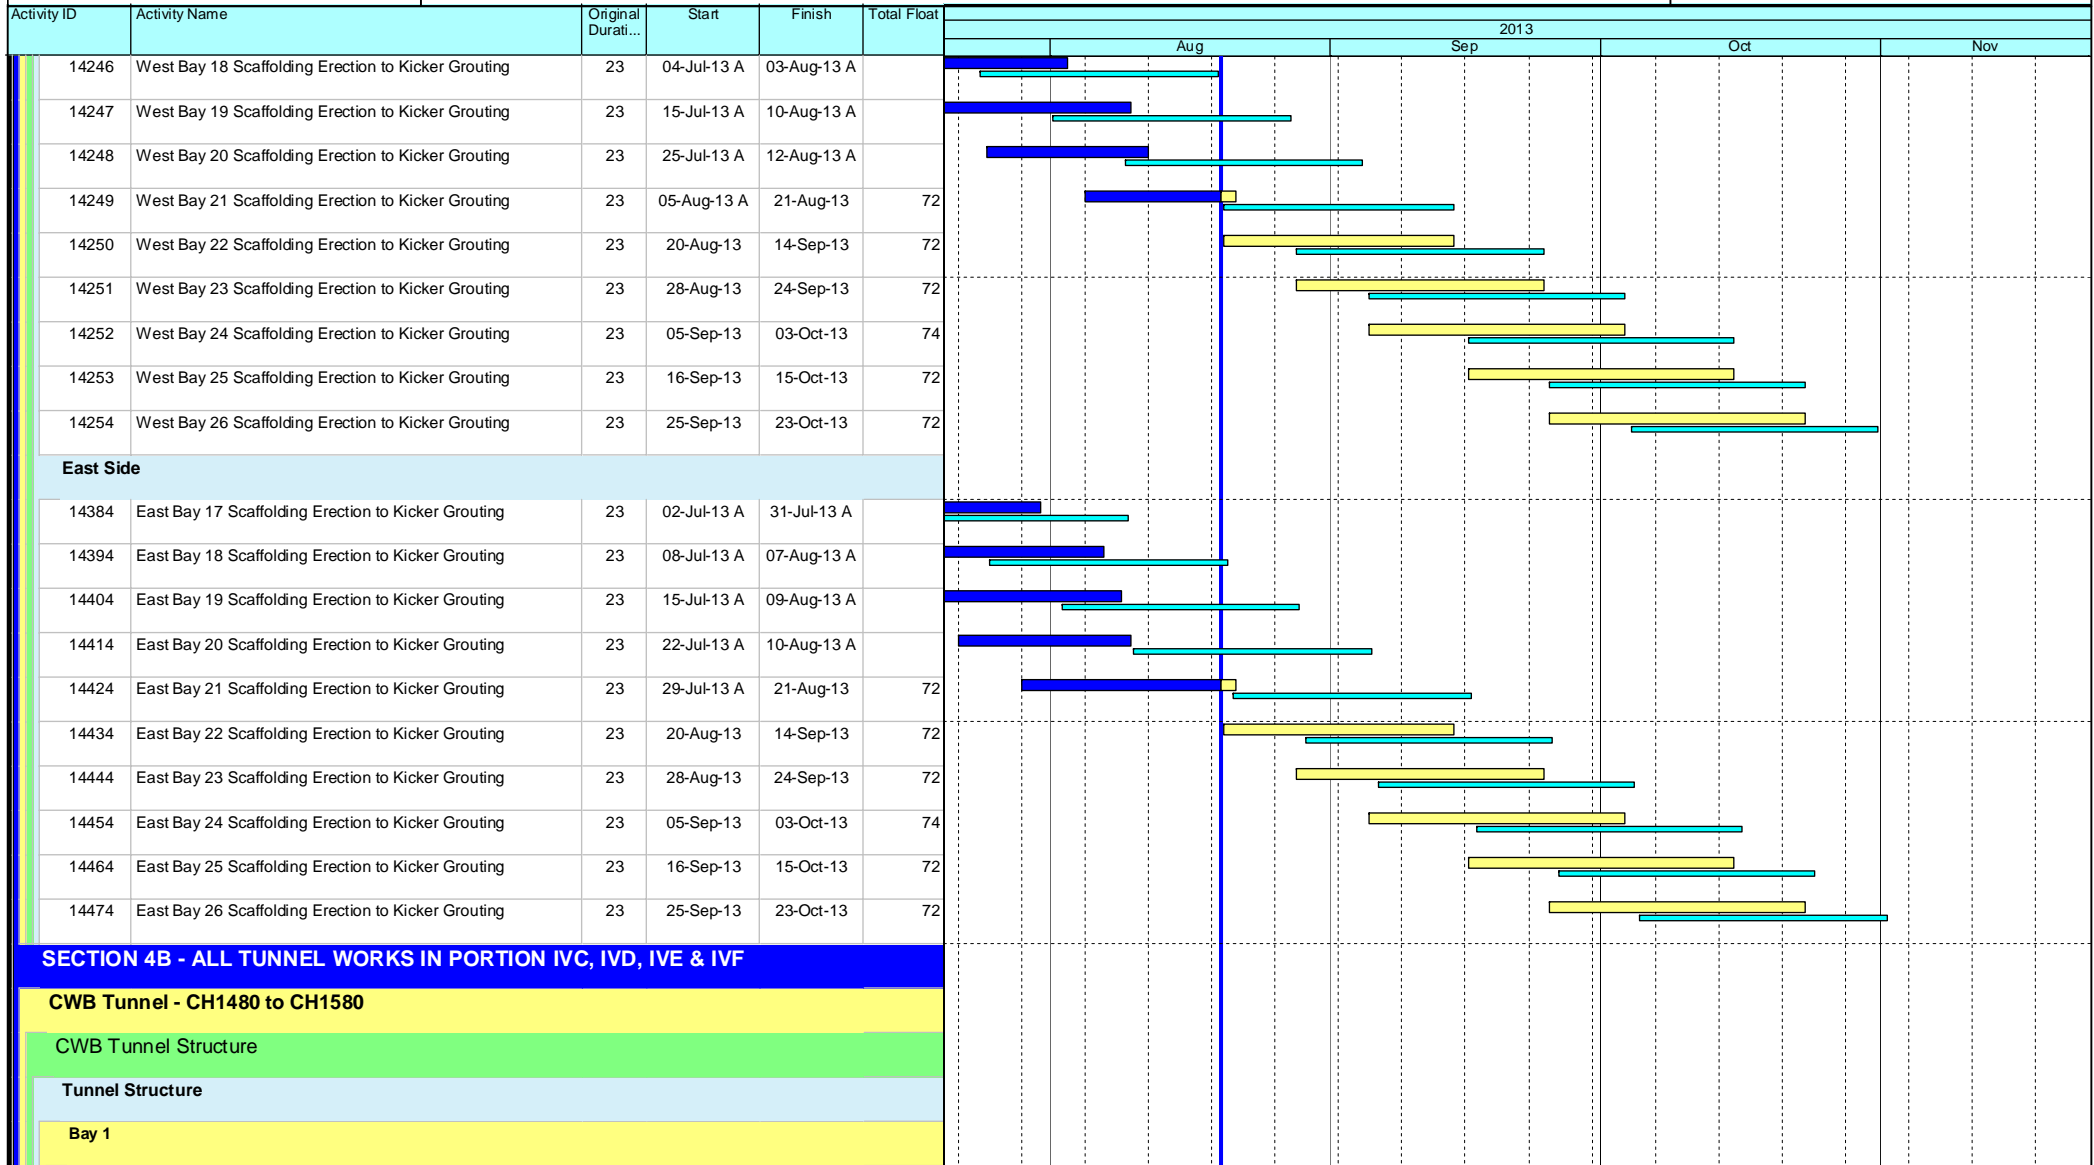 Activity ID Activity Name Original Durati... Start Finish Total Float
2013
Aug Sep Oct Nov
14246 West Bay 18 Scaffolding Erection to Kicker Grouting 23 04-Jul-13 A 03-Aug-13 A
14247 West Bay 19 Scaffolding Erection to Kicker Grouting 23 15-Jul-13 A 10-Aug-13 A
14248 West Bay 20 Scaffolding Erection to Kicker Grouting 23 25-Jul-13 A 12-Aug-13 A
14249 West Bay 21 Scaffolding Erection to Kicker Grouting 23 05-Aug-13 A 21-Aug-13 72
14250 West Bay 22 Scaffolding Erection to Kicker Grouting 23 20-Aug-13 14-Sep-13 72
14251 West Bay 23 Scaffolding Erection to Kicker Grouting 23 28-Aug-13 24-Sep-13 72
14252 West Bay 24 Scaffolding Erection to Kicker Grouting 23 05-Sep-13 03-Oct-13 74
14253 West Bay 25 Scaffolding Erection to Kicker Grouting 23 16-Sep-13 15-Oct-13 72
14254 West Bay 26 Scaffolding Erection to Kicker Grouting 23 25-Sep-13 23-Oct-13 72
East Side
14384 East Bay 17 Scaffolding Erection to Kicker Grouting 23 02-Jul-13 A 31-Jul-13 A
14394 East Bay 18 Scaffolding Erection to Kicker Grouting 23 08-Jul-13 A 07-Aug-13 A
14404 East Bay 19 Scaffolding Erection to Kicker Grouting 23 15-Jul-13 A 09-Aug-13 A
14414 East Bay 20 Scaffolding Erection to Kicker Grouting 23 22-Jul-13 A 10-Aug-13 A
14424 East Bay 21 Scaffolding Erection to Kicker Grouting 23 29-Jul-13 A 21-Aug-13 72
14434 East Bay 22 Scaffolding Erection to Kicker Grouting 23 20-Aug-13 14-Sep-13 72
14444 East Bay 23 Scaffolding Erection to Kicker Grouting 23 28-Aug-13 24-Sep-13 72
14454 East Bay 24 Scaffolding Erection to Kicker Grouting 23 05-Sep-13 03-Oct-13 74
14464 East Bay 25 Scaffolding Erection to Kicker Grouting 23 16-Sep-13 15-Oct-13 72
14474 East Bay 26 Scaffolding Erection to Kicker Grouting 23 25-Sep-13 23-Oct-13 72
SECTION 4B - ALL TUNNEL WORKS IN PORTION IVC, IVD, IVE & IVF
CWB Tunnel - CH1480 to CH1580
CWB Tunnel Structure
Tunnel Structure
Bay 1